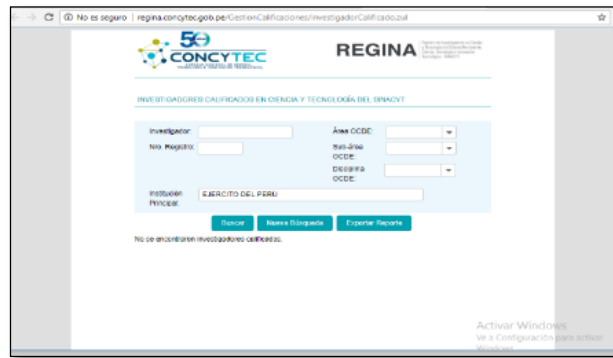 No es seguro | regina.concytec.gob.pe/GestionCalificaciones/InvestigadorCalificado.zul
50
CONCYTEC
REGINA
INVESTIGADORES CALIFICADOS EN CIENCIA Y TECNOLOGÍA DEL SINACYT
Investigador:
Área OCDE:
Nro. Registro:
Sub-área
OCDE:
Disciplina
OCDE:
Institución
Principal:
EJERCITO DEL PERU
Buscar
Nueva Búsqueda
Exportar Reporte
No se encontraron investigadores calificados.
Activar Windows
Ve a Configuración para activar
Windows.